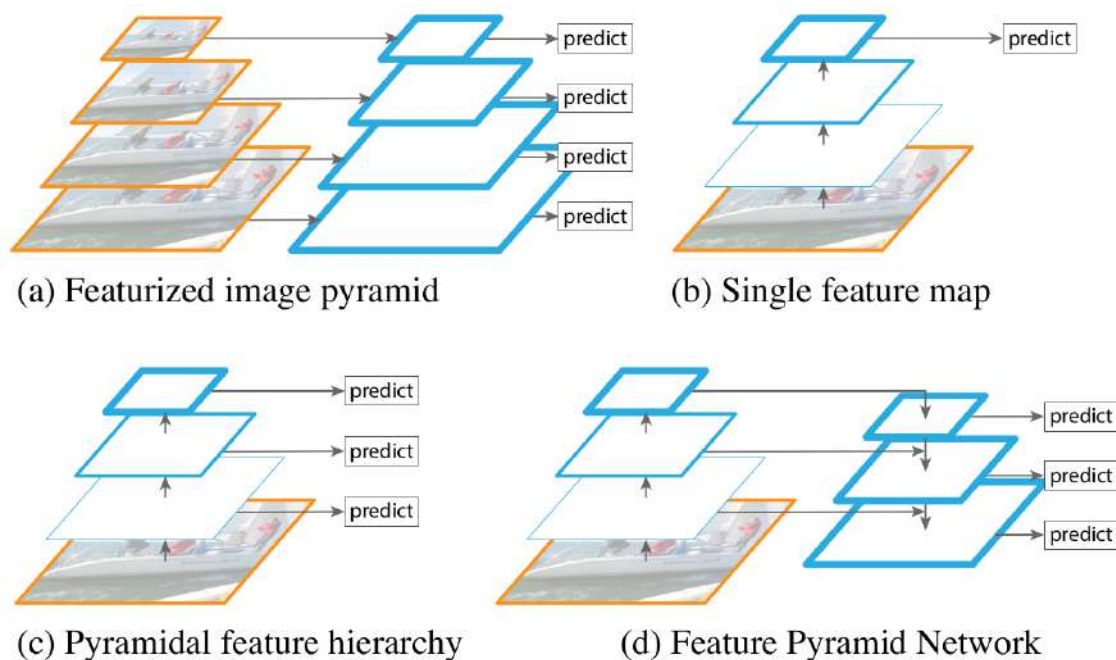 predict
predict
predict
predict
predict
(a) Featurized image pyramid
(b) Single feature map
predict
predict
predict
predict
predict
predict
(c) Pyramidal feature hierarchy
(d) Feature Pyramid Network